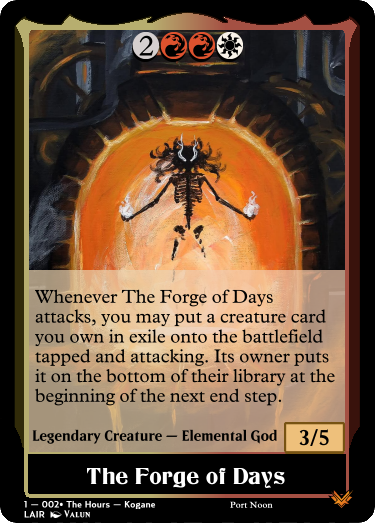 2
Whenever The Forge of Days
attacks, you may put a creature card
you own in exile onto the battlefield
tapped and attacking. Its owner puts
it on the bottom of their library at the
beginning of the next end step.
Legendary Creature — Elemental God 3/5
The Forge of Days
1 — 002• The Hours — Kogane Port Noon
LAIR Valun